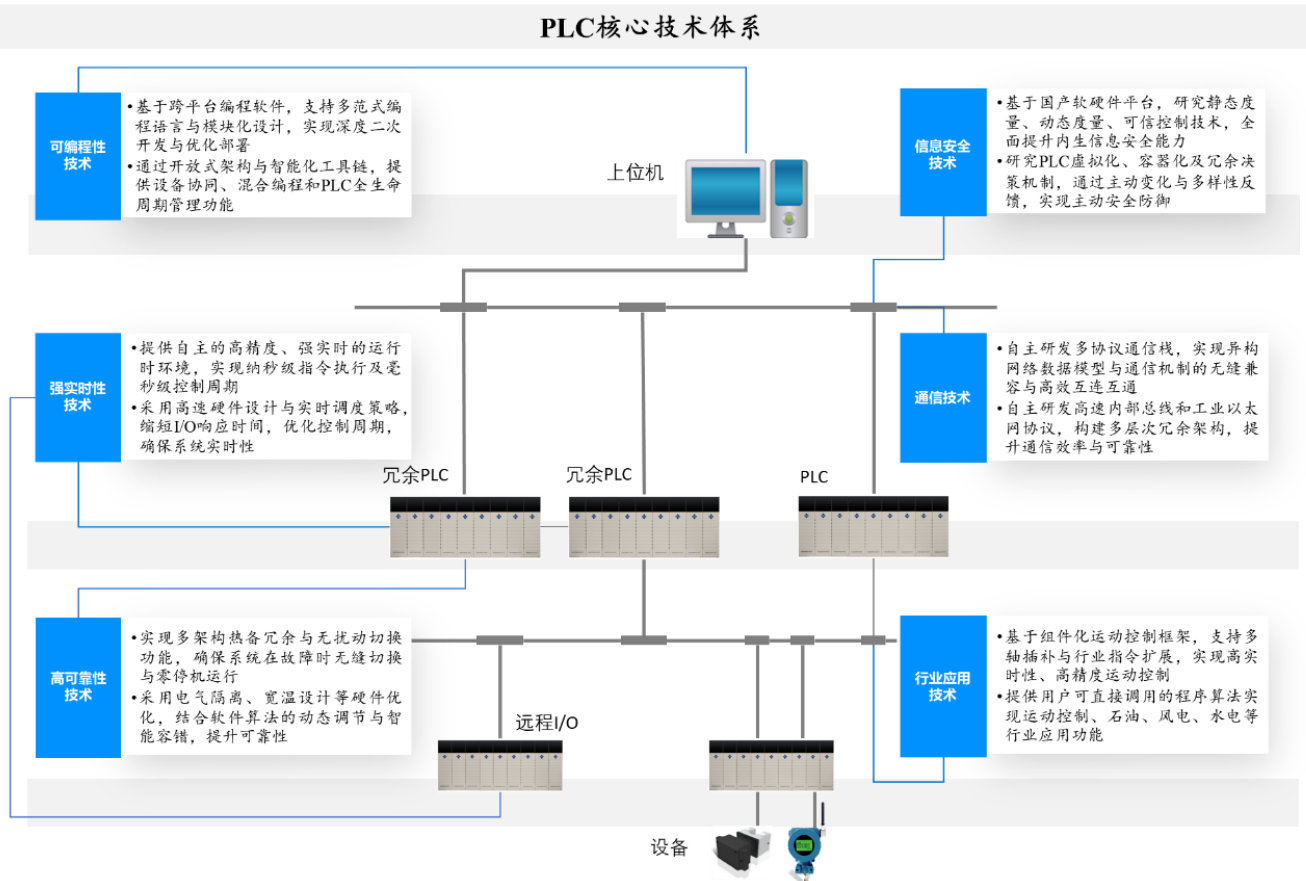 PLC核心技术体系
可编程性
技术
•基于跨平台编程软件，支持多范式编
程语言与模块化设计，实现深度二次
开发与优化部署
•通过开放式架构与智能化工具链，提
供设备协同、混合编程和PLC全生命
周期管理功能
上位机
信息安全
技术
•基于国产软硬件平台，研究静态度
量、动态度量、可信控制技术，全
面提升内生信息安全能力
•研究PLC虚拟化、容器化及冗余决
策机制，通过主动变化与多样性反
馈，实现主动安全防御
强实时性
技术
•提供自主的高精度、强实时的运行
时环境，实现纳秒级指令执行及毫
秒级控制周期
•采用高速硬件设计与实时调度策略，
缩短I/O响应时间，优化控制周期，
确保系统实时性
通信技术
•自主研发多协议通信栈，实现异构
网络数据模型与通信机制的无缝兼
容与高效互连互通
•自主研发高速内部总线和工业以太
网协议，构建多层次冗余架构，提
升通信效率与可靠性
冗余PLC
冗余PLC
PLC
高可靠性
技术
•实现多架构热备冗余与无扰动切换
功能，确保系统在故障时无缝切换
与零停机运行
•采用电气隔离、宽温设计等硬件优
化，结合软件算法的动态调节与智
能容错，提升可靠性
远程I/O
行业应用
技术
•基于组件化运动控制框架，支持多
轴插补与行业指令扩展，实现高实
时性、高精度运动控制
•提供用户可直接调用的程序算法实
现运动控制、石油、风电、水电等
行业应用功能
设备